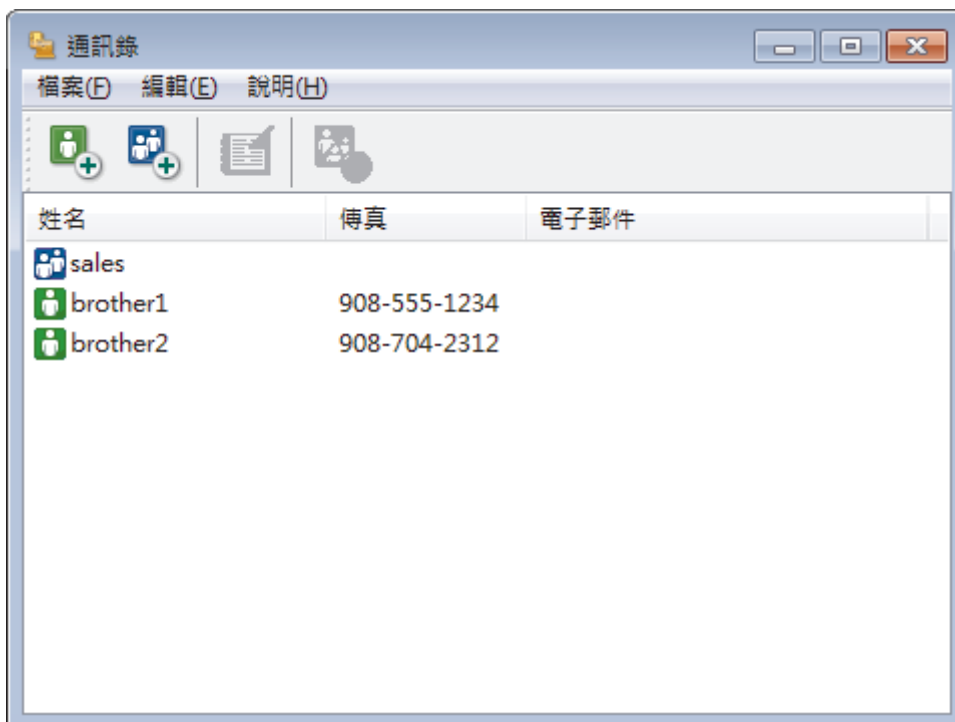 通訊錄
檔案(F) 編輯(E) 說明(H)
姓名 傳真 電子郵件
sales
brother1 908-555-1234
brother2 908-704-2312